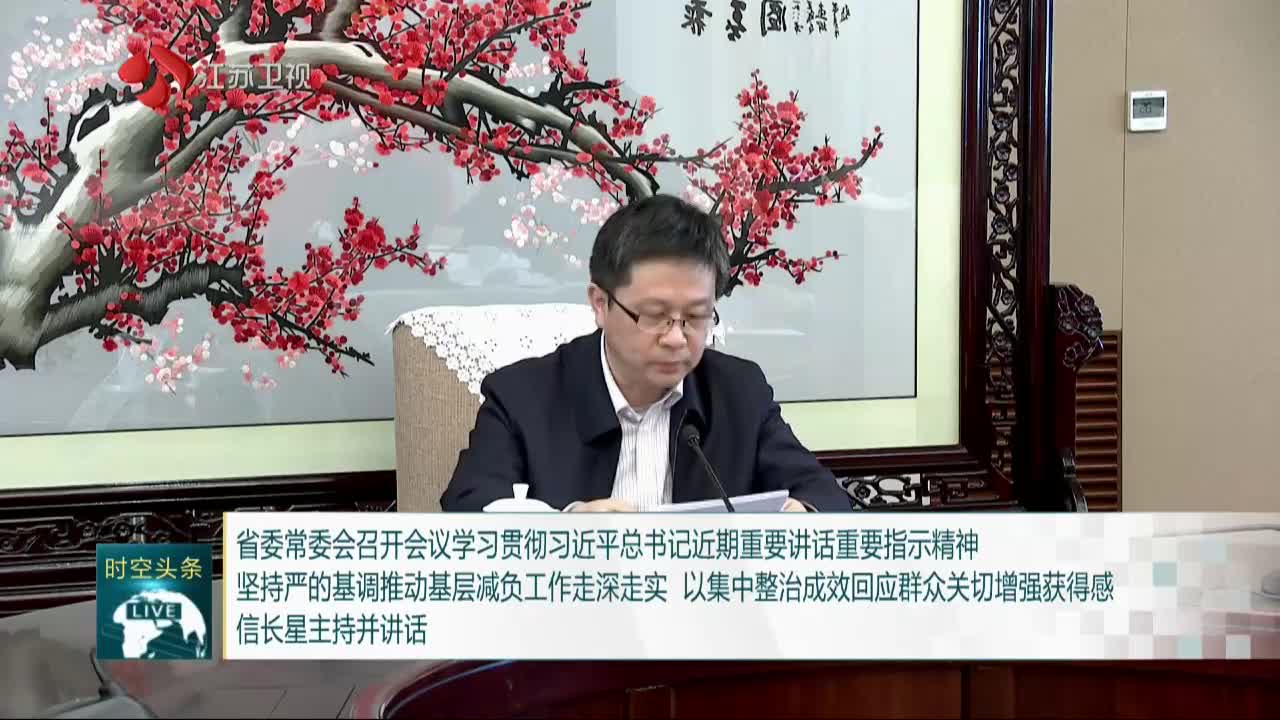 江苏卫视
省委常委会召开会议学习贯彻习近平总书记近期重要讲话重要指示精神
时空头条
坚持严的基调推动基层减负工作走深走实 以集中整治成效回应群众关切增强获得感
LIVE
信长星主持并讲话